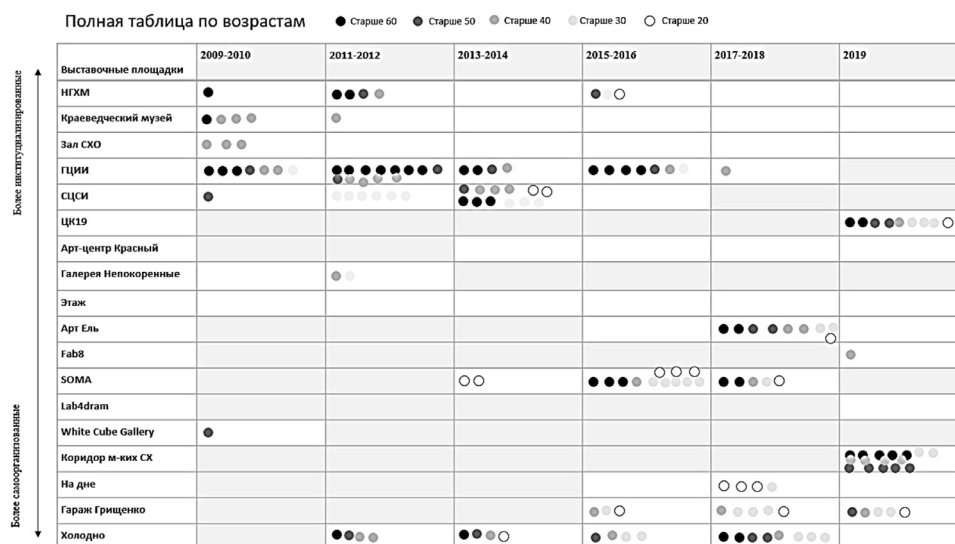 Полная таблица по возрастам
Старше 60 Старше 50 Старше 40 Старше 30 Старше 20
2009-2010 2011-2012 2013-2014 2015-2016 2017-2018 2019
Выставочные площадки
НГХМ
Краеведческий музей
Зал СХО
ГЦИИ
СЦСИ
ЦК19
Арт-центр Красный
Галерея Непокоренные
Этаж
Арт Ель
Fab8
SOMA
Lab4dram
White Cube Gallery
Коридор м-ких СХ
На дне
Гараж Грищенко
Холодно
Более институциализированные
Более самоорганизованные